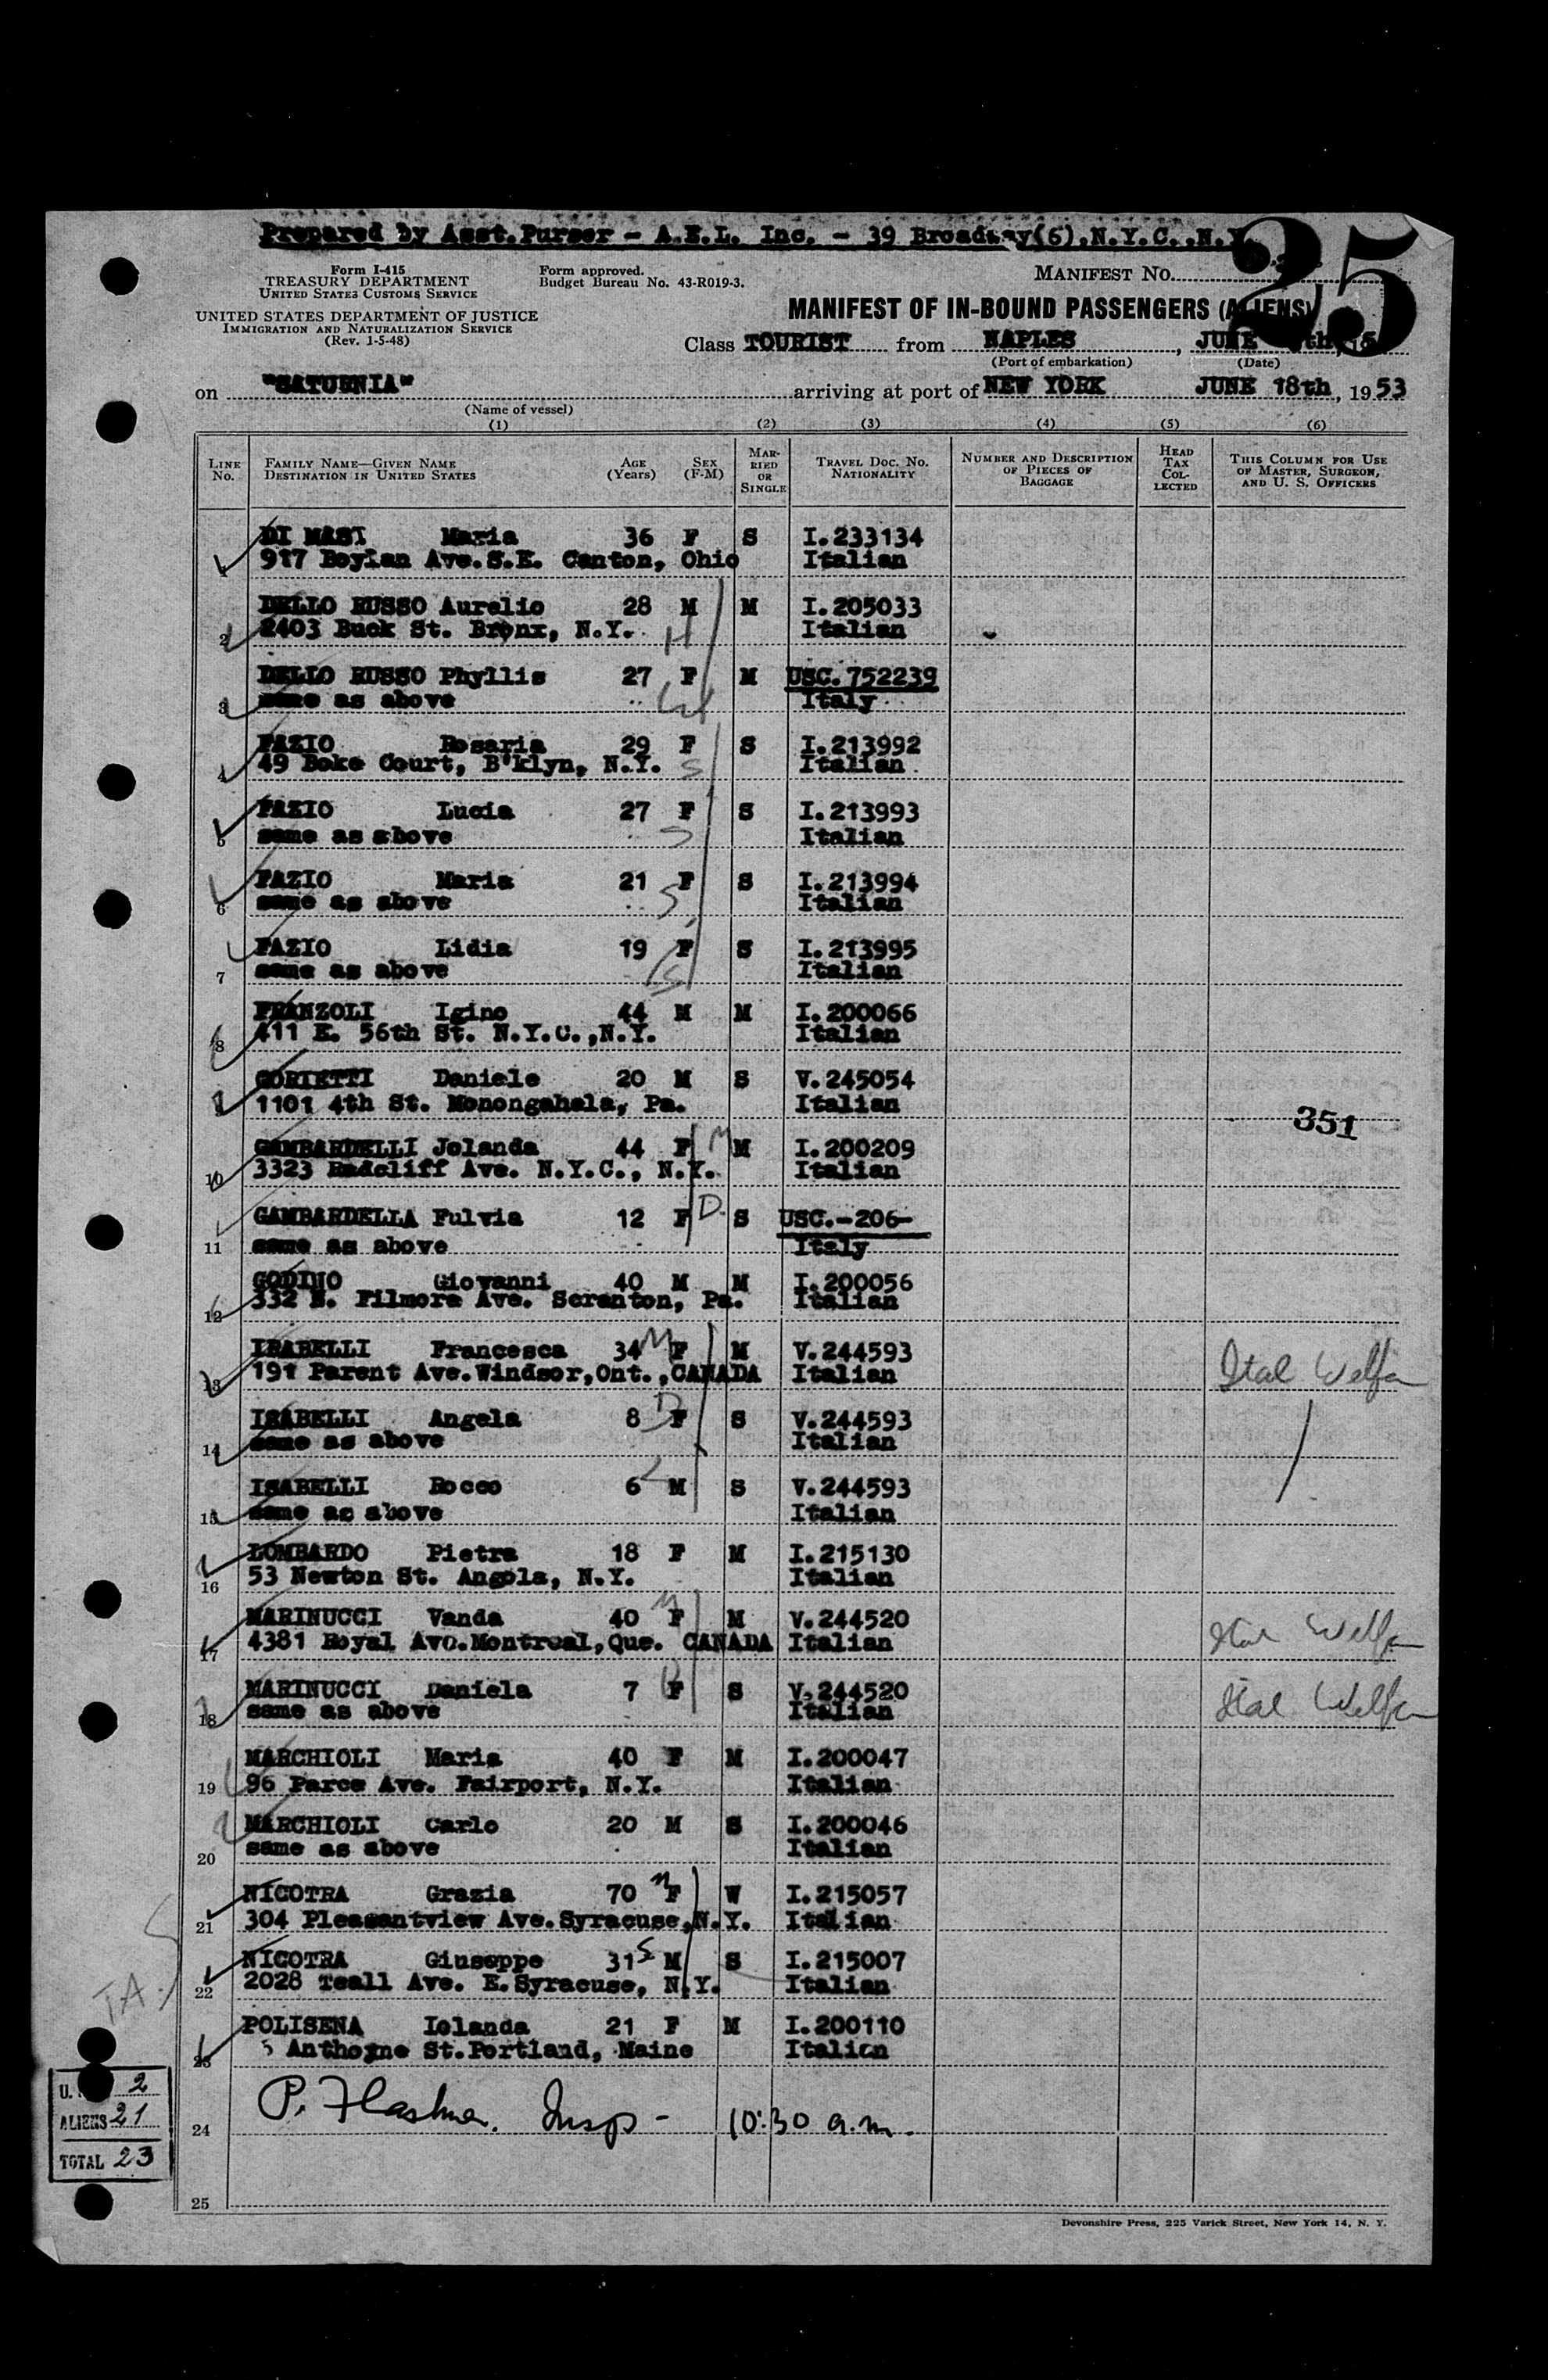 Prepared by Asst.Purser - A.E.L. Inc. - 39 Broadway(6),N.Y.C.,N.Y.
25
Form I-415
TREASURY DEPARTMENT
UNITED STATES CUSTOMS SERVICE
UNITED STATES DEPARTMENT OF JUSTICE
IMMIGRATION AND NATURALIZATION SERVICE
(Rev. 1-5-48)
Form approved.
Budget Bureau No. 43-R019-3.
MANIFEST NO.
MANIFEST OF IN-BOUND PASSENGERS (ALIENS)
Class TOURIST from NAPLES, JUNE
(Port of embarkation) (Date)
on "SATURNIA" arriving at port of NEW YORK JUNE 18th, 1953
(Name of vessel)
(1) (2) (3) (4) (5) (6)
LINE NO. FAMILY NAME—GIVEN NAME DESTINATION IN UNITED STATES AGE (YEARS) SEX (F-M) MARRIED OR SINGLE TRAVEL DOC. NO. NATIONALITY NUMBER AND DESCRIPTION OF PIECES OF BAGGAGE HEAD TAX COLLECTED THIS COLUMN FOR USE OF MASTER, SURGEON, AND U. S. OFFICERS
DI MASI Maria 36 F S I.233134
917 Boylan Ave.S.E. Canton, Ohio Italian
DELLO RUSSO Aurelio 28 M M I.205033
2 2403 Buck St. Bronx, N.Y. H Italian
DELLO RUSSO Phyllis 27 F M USC.752239
3 same as above W Italy
FAZIO Rosaria 29 F S I.213992
4 49 Boke Court, B'klyn, N.Y. S Italian
FAZIO Lucia 27 F S I.213993
5 same as above S Italian
FAZIO Maria 21 F S I.213994
6 same as above S Italian
FAZIO Lidia 19 F S I.213995
7 same as above S Italian
FRANZOLI Igino 44 M M I.200066
8 411 E. 56th St. N.Y.C.,N.Y. Italian
GORIETTI Daniele 20 M S V.245054
1101 4th St. Monongahela, Pa. Italian
351
GAMBARDELLI Jolanda 44 F M M I.200209
10 3323 Radcliff Ave. N.Y.C., N.Y. Italian
GAMBARDELLA Fulvia 12 F D S USC.-206-
11 same as above Italy
GODINO Giovanni 40 M M I.200056
12 332 N. Filmore Ave. Scranton, Pa. Italian
ISABELLI Francesca 34 M F M V.244593
13 191 Parent Ave.Windsor,Ont.,CANADA Italian Ital Welfa
ISABELLI Angela 8 D F S V.244593
14 same as above Italian
ISABELLI Rocco 6 M S V.244593
15 same as above Italian
LOMBARDO Pietra 18 F M I.215130
16 53 Newton St. Angola, N.Y. Italian
MARINUCCI Vanda 40 M F M V.244520
17 4381 Royal Ave.Montreal,Que. CANADA Italian Ital Welfa
MARINUCCI Daniela 7 D F S V.244520
18 same as above Italian Ital Welfa
MARCHIOLI Maria 40 F M I.200047
19 96 Parce Ave. Fairport, N.Y. Italian
MARCHIOLI Carlo 20 M S I.200046
20 same as above Italian
NICOTRA Grazia 70 M F W I.215057
21 304 Pleasantview Ave.Syracuse,N.Y. Italian
NICOTRA Giuseppe 31 S M S I.215007
22 2028 Teall Ave. E.Syracuse, N.Y. Italian
TA.
POLISENA Iolanda 21 F M I.200110
23 5 Anthoyne St.Portland, Maine Italian
U. 2
ALIENS 21
TOTAL 23
24 Insp - 10:30 a.m.
25
Devonshire Press, 225 Varick Street, New York 14, N. Y.